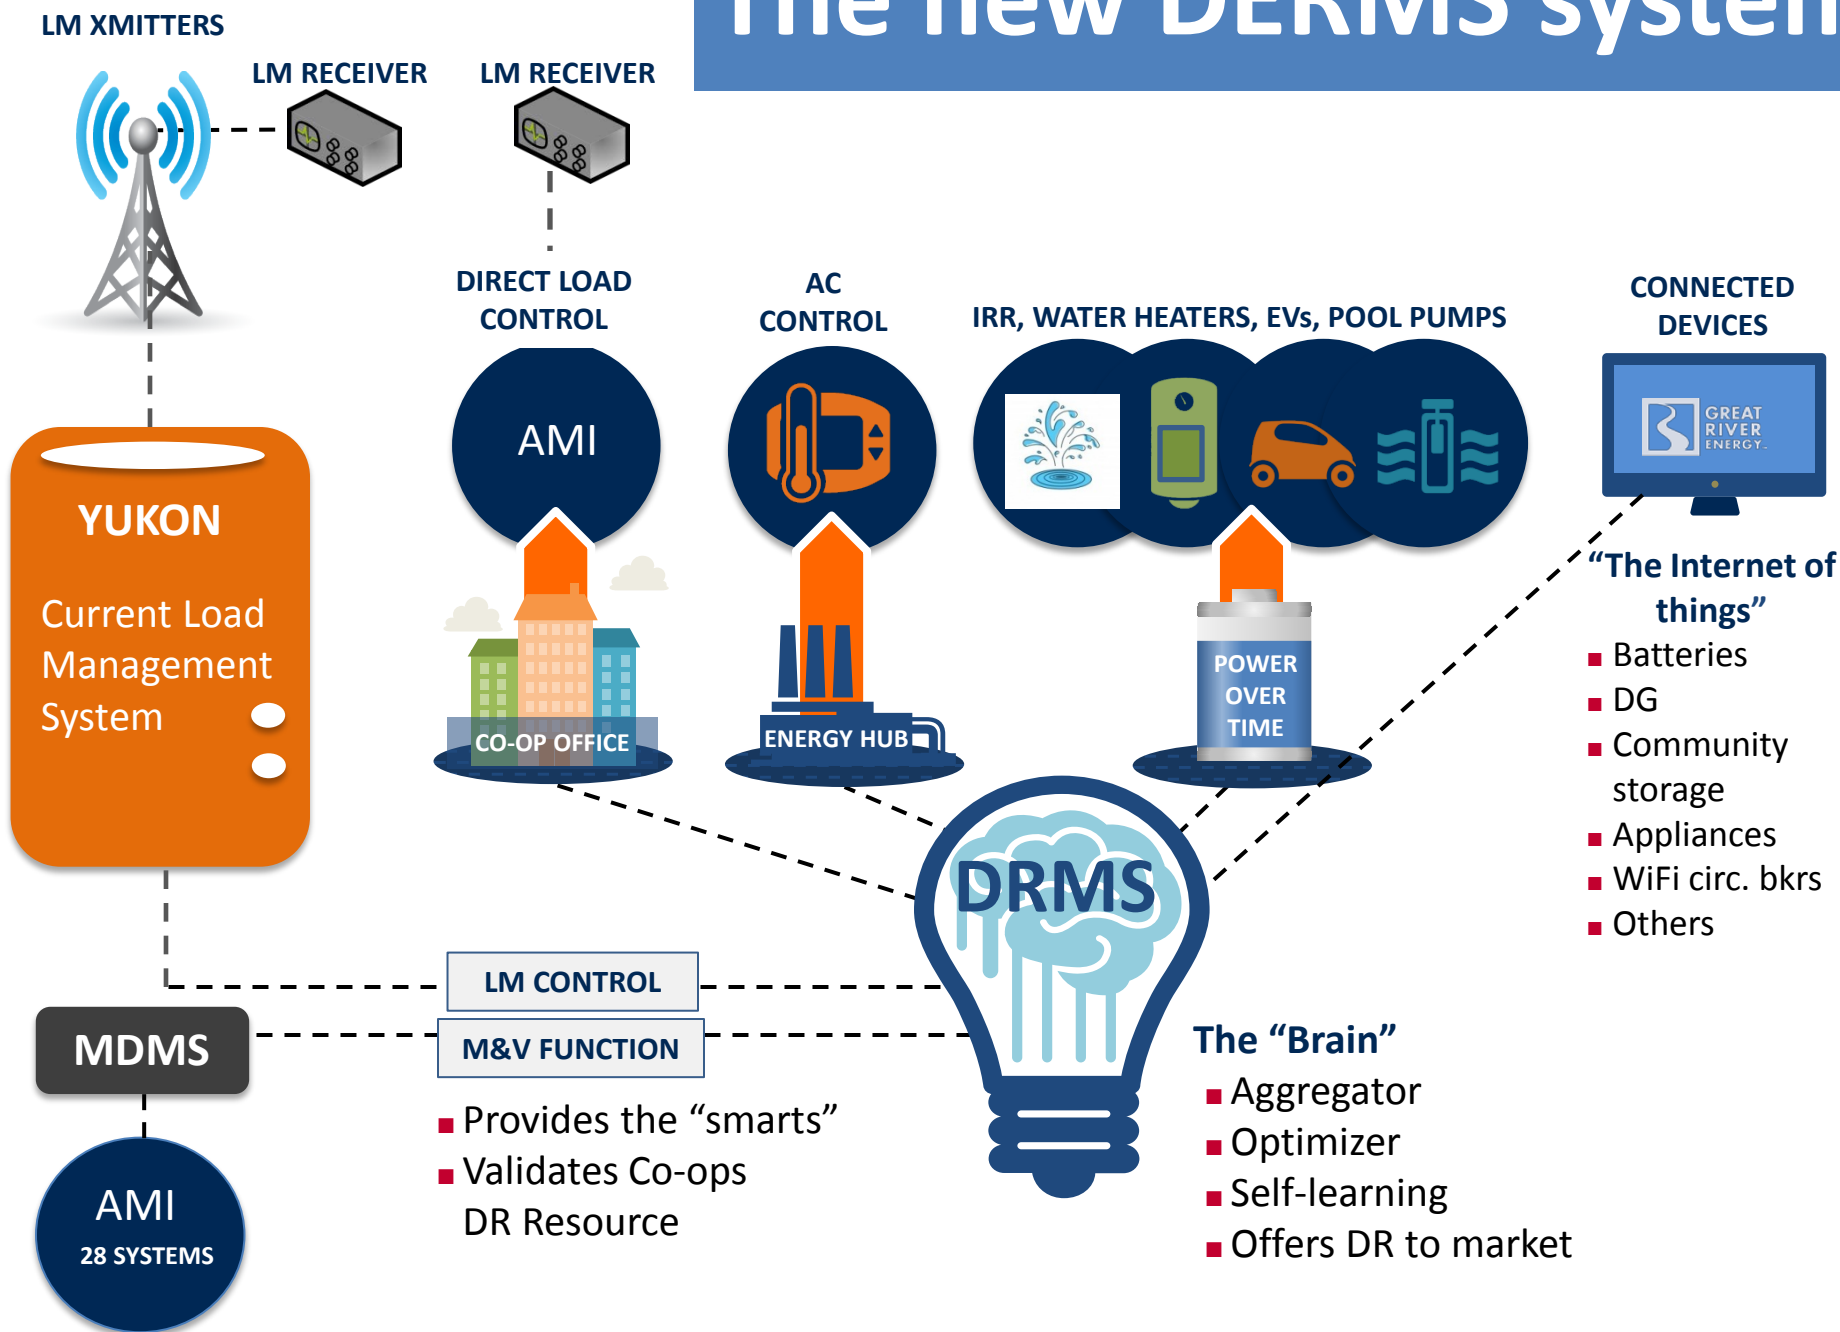 The new DERMS system
LM XMITTERS
LM RECEIVER
LM RECEIVER
DIRECT LOAD
CONTROL
AMI
CO-OP OFFICE
AC
CONTROL
ENERGY HUB
IRR, WATER HEATERS, EVs, POOL PUMPS
POWER
OVER
TIME
CONNECTED
DEVICES
GREAT
RIVER
ENERGY
“The Internet of
things”
Batteries
DG
Community
storage
Appliances
WiFi circ. bkrs
Others
YUKON
Current Load
Management
System
DRMS
LM CONTROL
M&V FUNCTION
Provides the “smarts”
Validates Co-ops
DR Resource
MDMS
AMI
28 SYSTEMS
The “Brain”
Aggregator
Optimizer
Self-learning
Offers DR to market